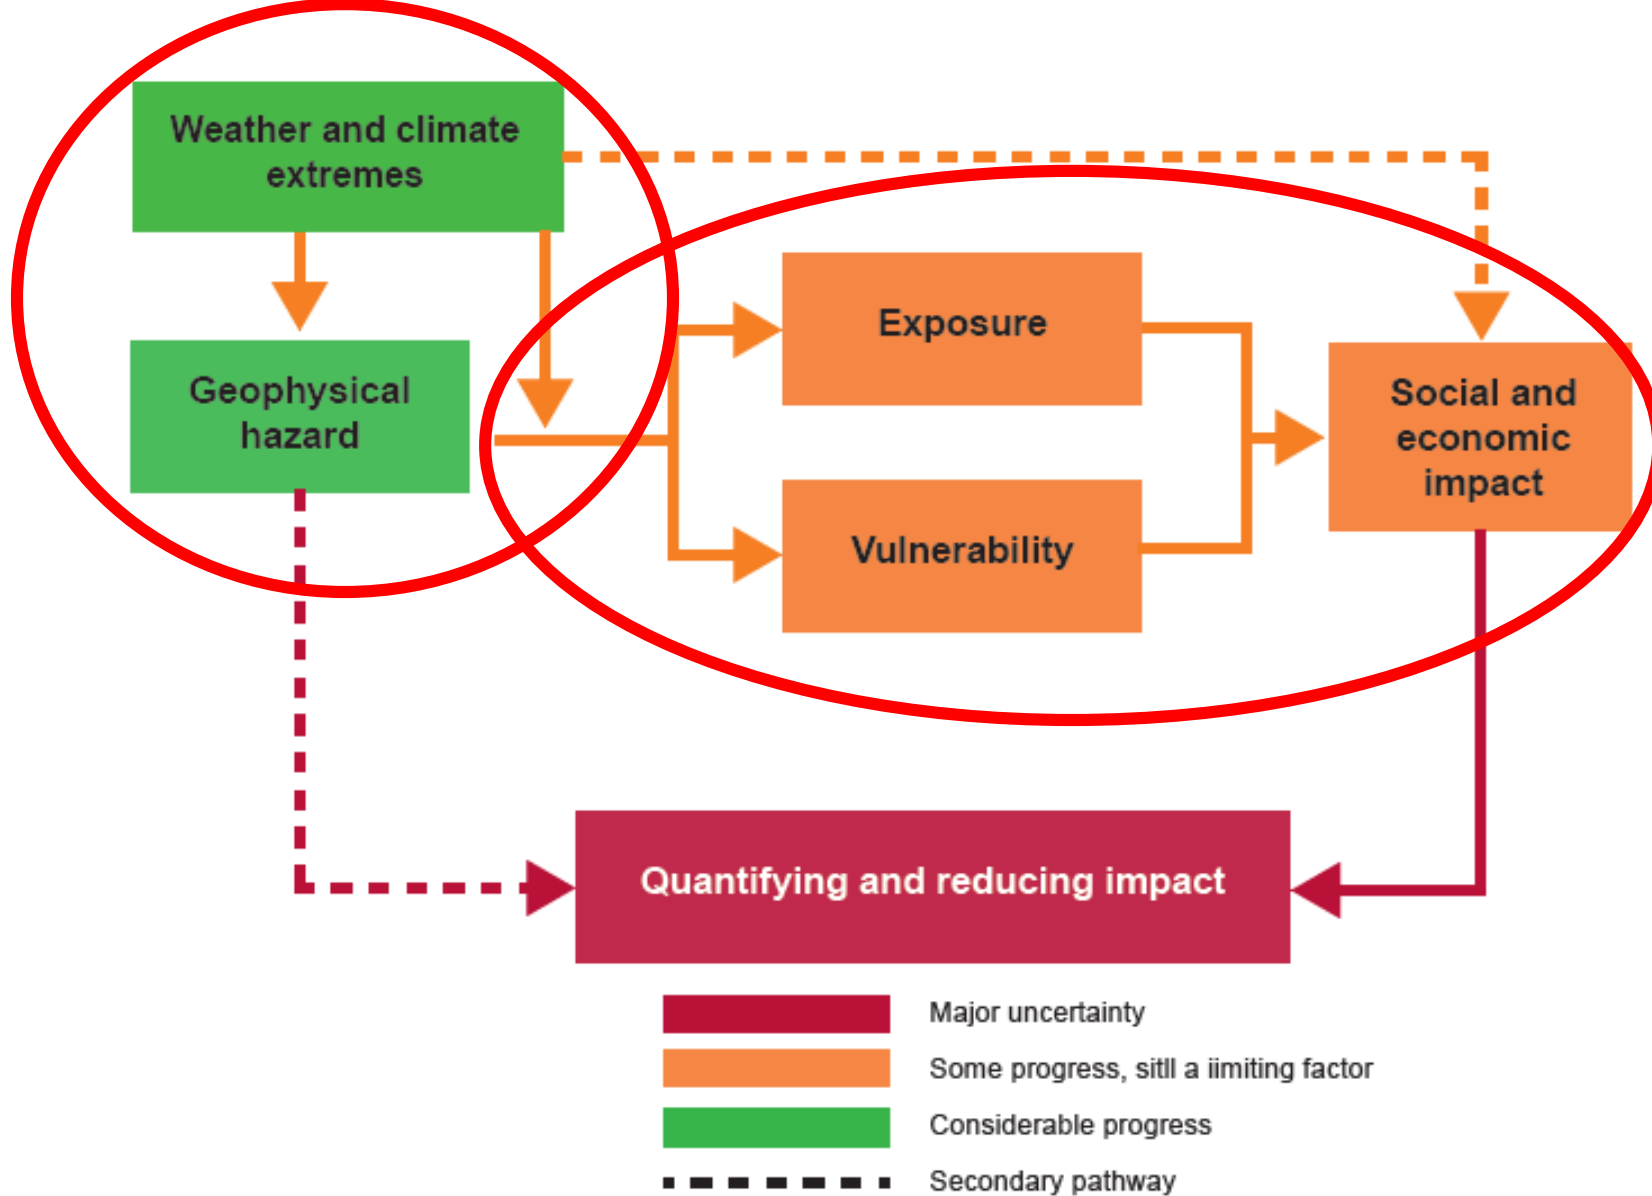 Weather and climate
extremes
Geophysical
hazard
Exposure
Vulnerability
Social and
economic
impact
Quantifying and reducing impact
Major uncertainty
Some progress, sitll a iimiting factor
Considerable progress
Secondary pathway